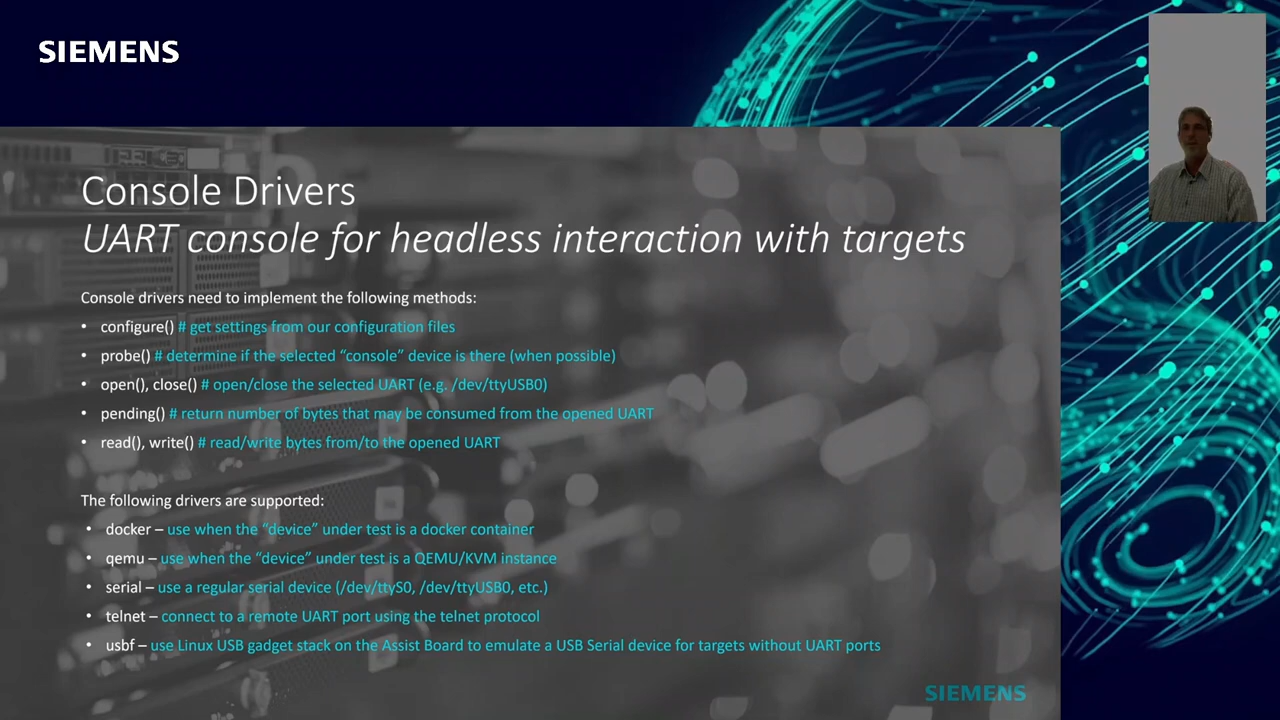 SIEMENS
Console Drivers
UART console for headless interaction with targets
Console drivers need to implement the following methods:
• configure() # get settings from our configuration files
• probe() # determine if the selected “console” device is there (when possible)
• open(), close() # open/close the selected UART (e.g. /dev/ttyUSB0)
• pending() # return number of bytes that may be consumed from the opened UART
• read(), write() # read/write bytes from/to the opened UART
The following drivers are supported:
• docker – use when the “device” under test is a docker container
• qemu – use when the “device” under test is a QEMU/KVM instance
• serial – use a regular serial device (/dev/ttyS0, /dev/ttyUSB0, etc.)
• telnet – connect to a remote UART port using the telnet protocol
• usbf – use Linux USB gadget stack on the Assist Board to emulate a USB Serial device for targets without UART ports
SIEMENS